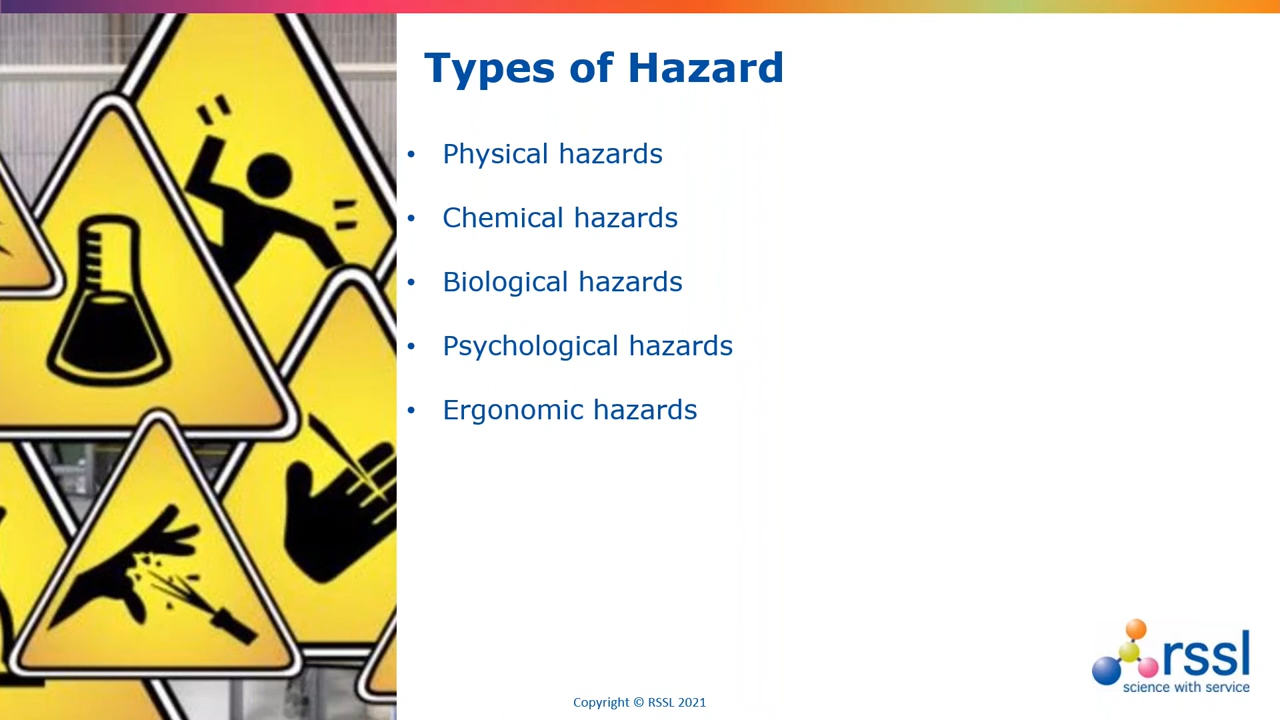 Types of Hazard
• Physical hazards
• Chemical hazards
• Biological hazards
• Psychological hazards
• Ergonomic hazards
rssl
science with service
Copyright © RSSL 2021